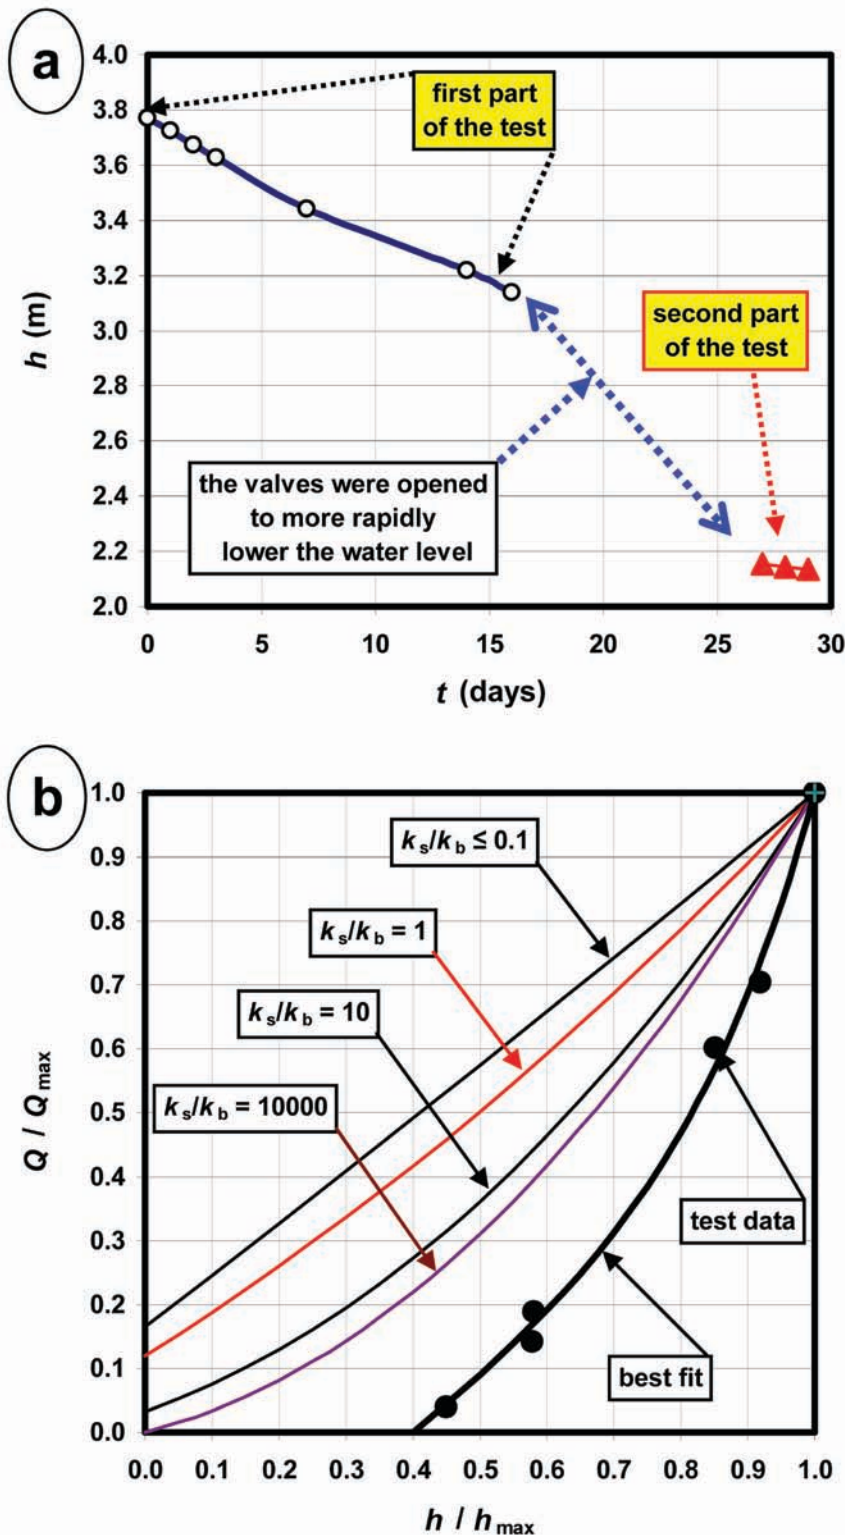 a
4.0
3.8
3.6
3.4
3.2
3.0
2.8
2.6
2.4
2.2
2.0
h (m)
first part
of the test
second part
of the test
the valves were opened
to more rapidly
lower the water level
0 5 10 15 20 25 30
t (days)
b
1.0
0.9
0.8
0.7
0.6
0.5
0.4
0.3
0.2
0.1
0.0
Q / Qmax
ks/kb ≤ 0.1
ks/kb = 1
ks/kb = 10
ks/kb = 10000
test data
best fit
0.0 0.1 0.2 0.3 0.4 0.5 0.6 0.7 0.8 0.9 1.0
h / hmax